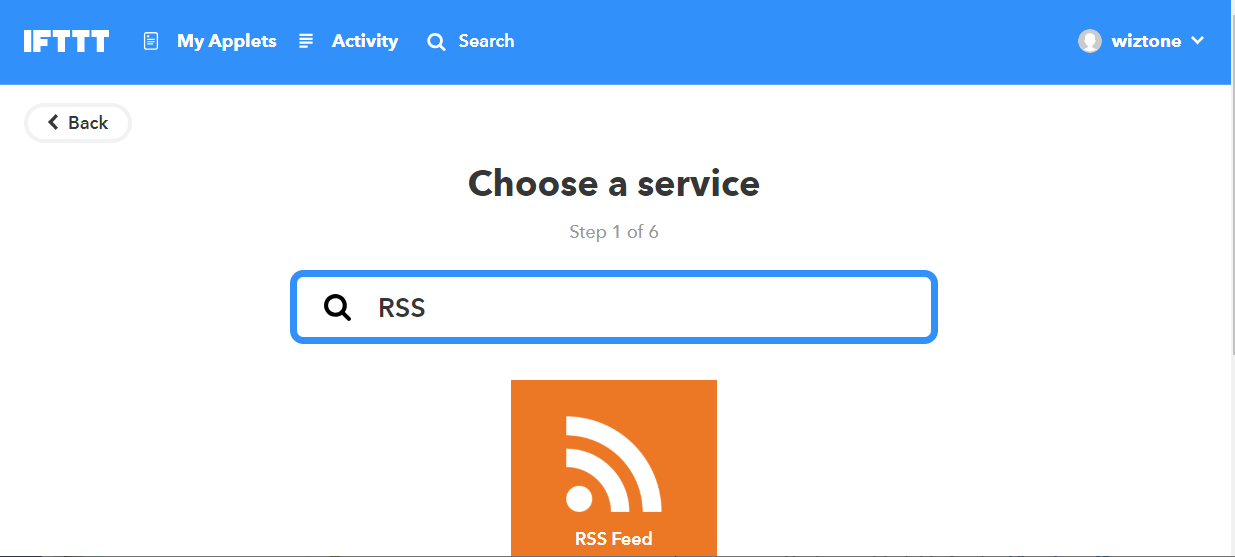 IFTTT My Applets Activity Search wiztone
Back
Choose a service
Step 1 of 6
RSS
RSS Feed